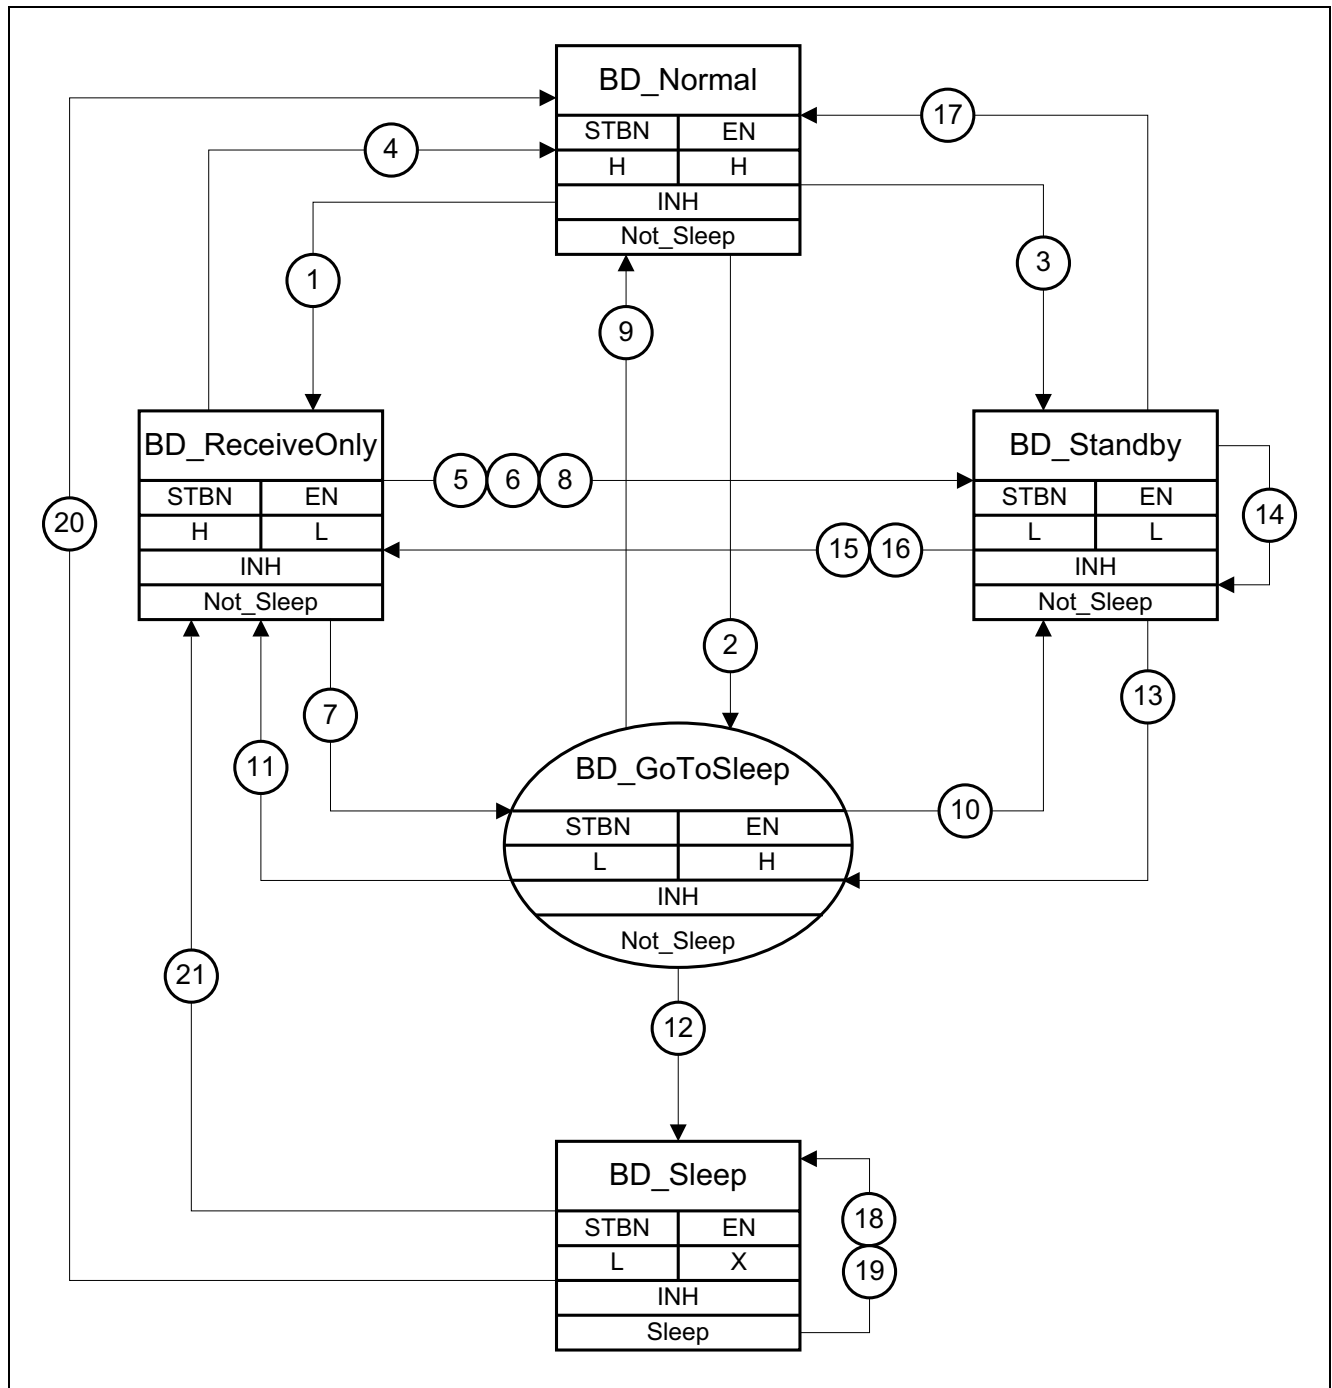 BD_Normal
17
STBN EN
4
H H
INH
Not_Sleep
3
1
9
BD_ReceiveOnly
BD_Standby
5 6 8
STBN EN
STBN EN
14
20
H L
L L
15 16
INH
INH
Not_Sleep
Not_Sleep
2
13
7
11
BD_GoToSleep
10
STBN EN
L H
INH
Not_Sleep
21
12
BD_Sleep
18
STBN EN
L X
19
INH
Sleep